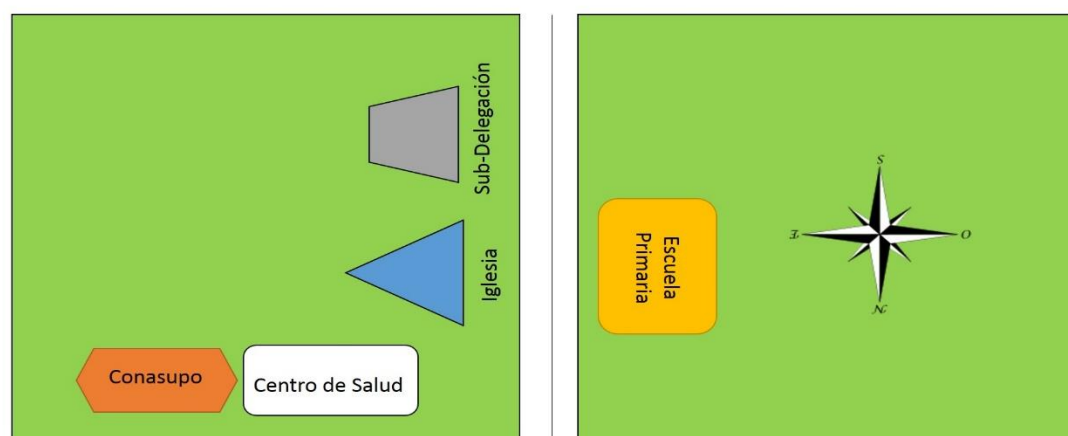 Sub-Delegación
Iglesia
Conasupo
Centro de Salud
Escuela
Primaria
S
E
O
N